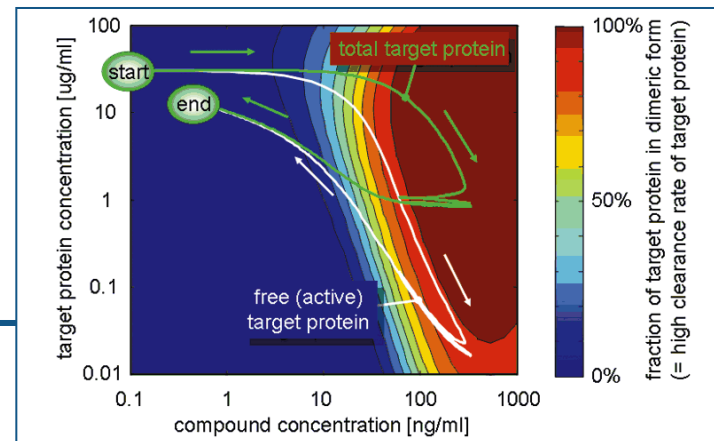 100
10
1
0.1
0.01
target protein concentration [ug/ml]
start
end
total target protein
free (active)
target protein
0.1
1
10
100
1000
compound concentration [ng/ml]
100%
50%
0%
fraction of target protein in dimeric form
(= high clearance rate of target protein)